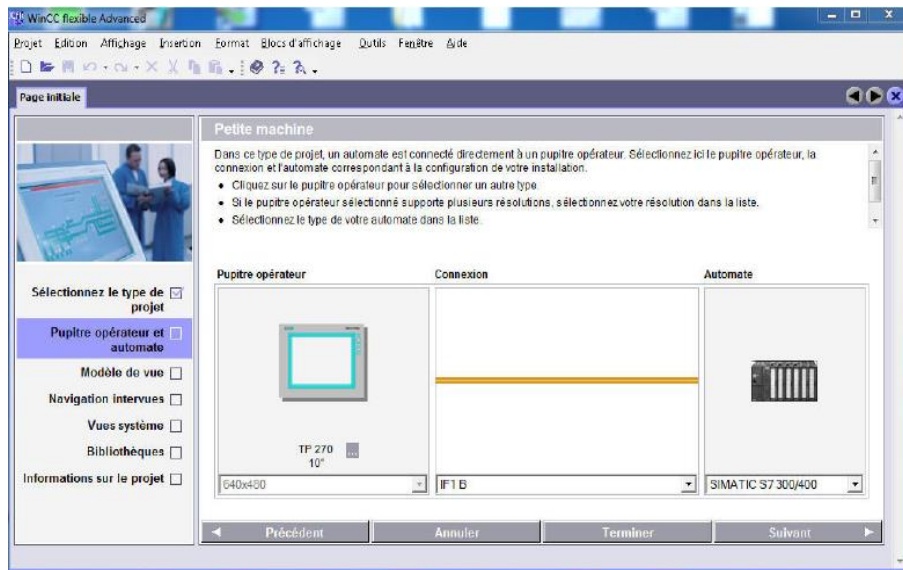 WinCC flexible Advanced
Projet Edition Affichage Insertion Format Blocs d'affichage Outils Fenêtre Aide
Page initiale
Petite machine
Dans ce type de projet, un automate est connecté directement à un pupitre opérateur. Sélectionnez ici le pupitre opérateur, la
connexion et l'automate correspondant à la configuration de votre installation.
• Cliquez sur le pupitre opérateur pour sélectionner un autre type.
• Si le pupitre opérateur sélectionné supporte plusieurs résolutions, sélectionnez votre résolution dans la liste.
• Sélectionnez le type de votre automate dans la liste.
Sélectionnez le type de
projet
Pupitre opérateur et
automate
Modèle de vue
Navigation intervues
Vues système
Bibliothèques
Informations sur le projet
Pupitre opérateur
TP 270
10"
640x480
Connexion
IF1 B
Automate
SIMATIC S7 300/400
Précédent Annuler Terminer Suivant